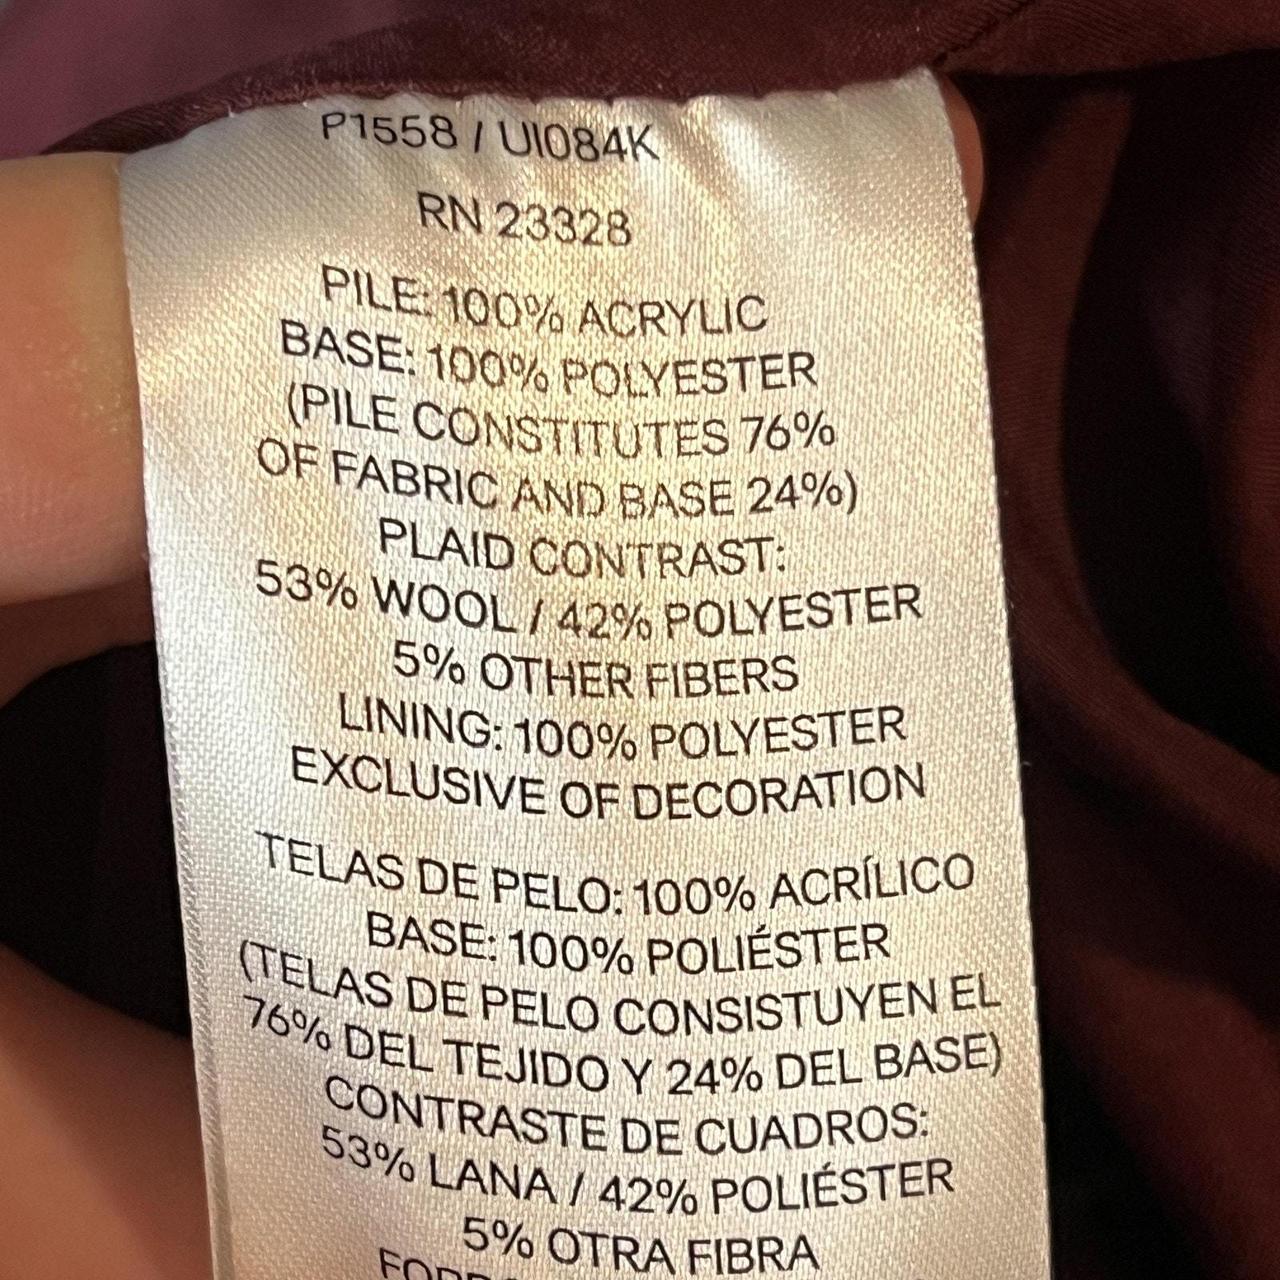 P1558 / UI084K
RN 23328
PILE: 100% ACRYLIC
BASE: 100% POLYESTER
(PILE CONSTITUTES 76%
OF FABRIC AND BASE 24%)
PLAID CONTRAST:
53% WOOL / 42% POLYESTER
5% OTHER FIBERS
LINING: 100% POLYESTER
EXCLUSIVE OF DECORATION
TELAS DE PELO: 100% ACRÍLICO
BASE: 100% POLIÉSTER
(TELAS DE PELO CONSISTUYEN EL
76% DEL TEJIDO Y 24% DEL BASE)
CONTRASTE DE CUADROS:
53% LANA / 42% POLIÉSTER
5% OTRA FIBRA